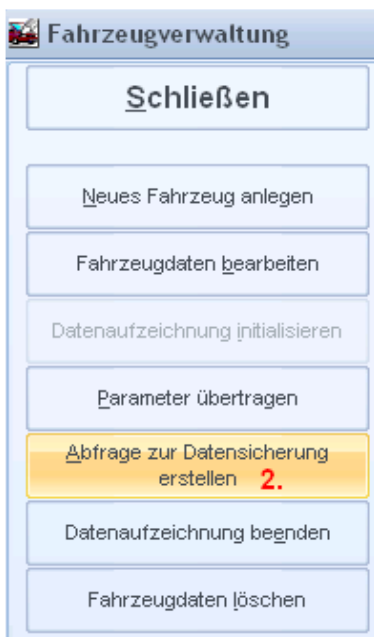 Fahrzeugverwaltung
Schließen
Neues Fahrzeug anlegen
Fahrzeugdaten bearbeiten
Datenaufzeichnung initialisieren
Parameter übertragen
Abfrage zur Datensicherung
erstellen 2.
Datenaufzeichnung beenden
Fahrzeugdaten löschen